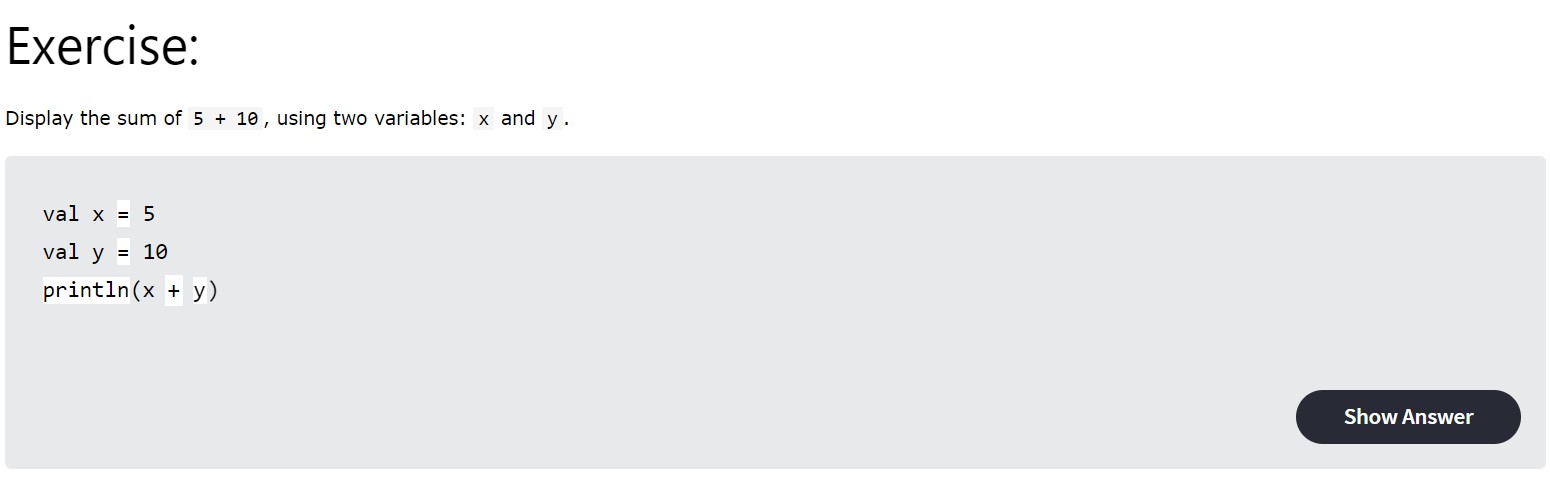 Exercise:
Display the sum of 5 + 10, using two variables: x and y.
val x = 5
val y = 10
println(x + y)
Show Answer